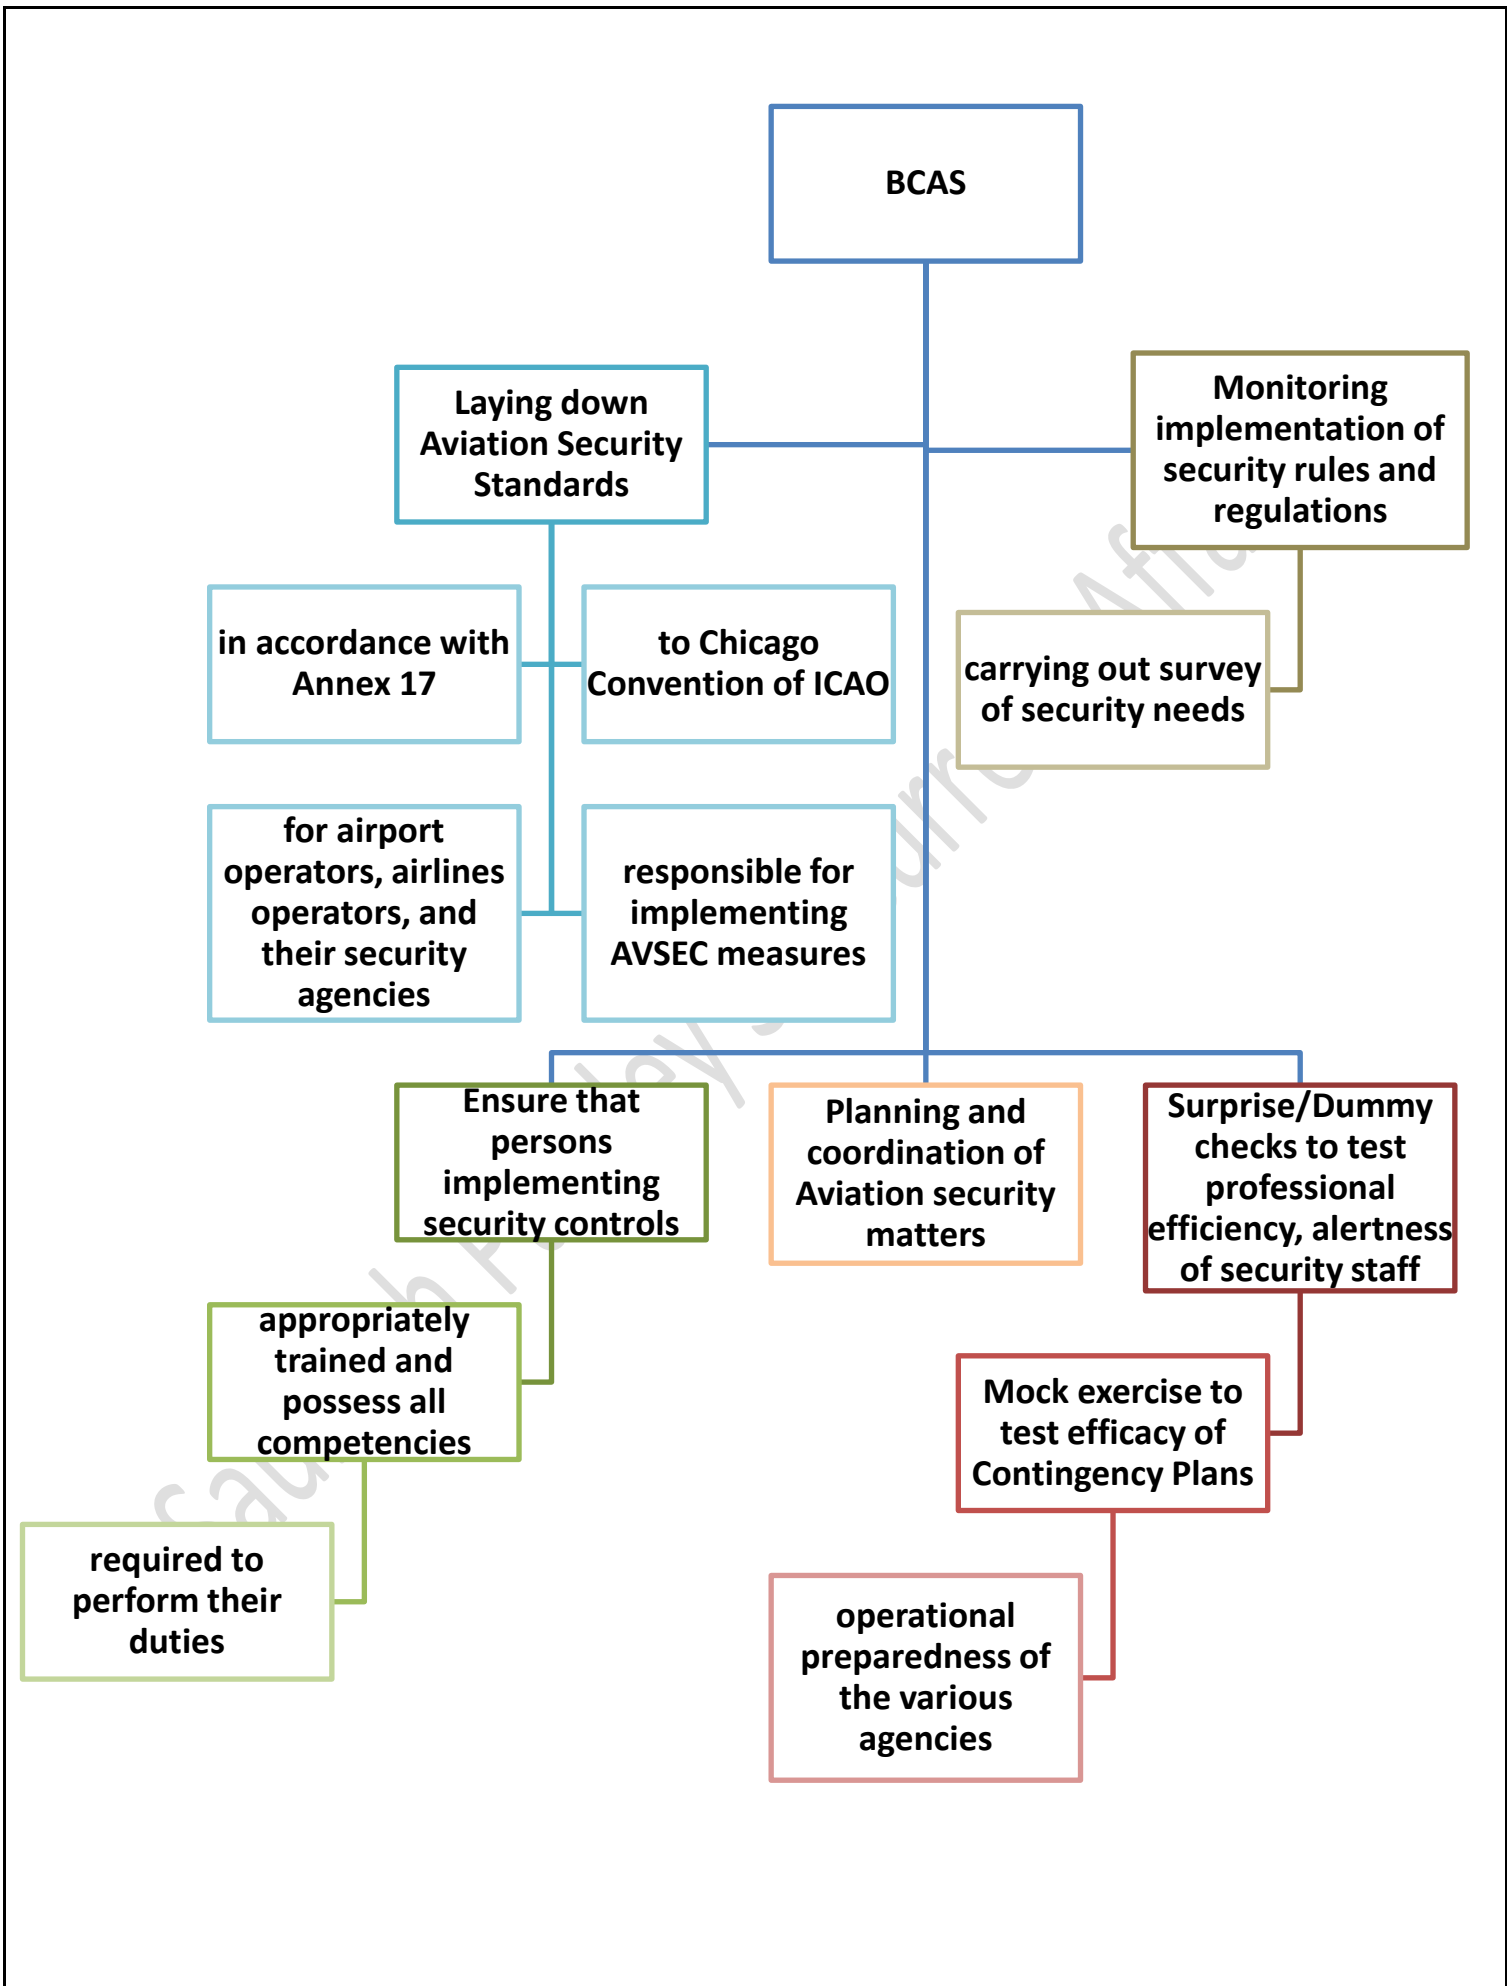 BCAS
Laying down
Aviation Security
Standards
Monitoring
implementation of
security rules and
regulations
in accordance with
Annex 17
to Chicago
Convention of ICAO
carrying out survey
of security needs
for airport
operators, airlines
operators, and
their security
agencies
responsible for
implementing
AVSEC measures
Ensure that
persons
implementing
security controls
Planning and
coordination of
Aviation security
matters
Surprise/Dummy
checks to test
professional
efficiency, alertness
of security staff
appropriately
trained and
possess all
competencies
Mock exercise to
test efficacy of
Contingency Plans
required to
perform their
duties
operational
preparedness of
the various
agencies